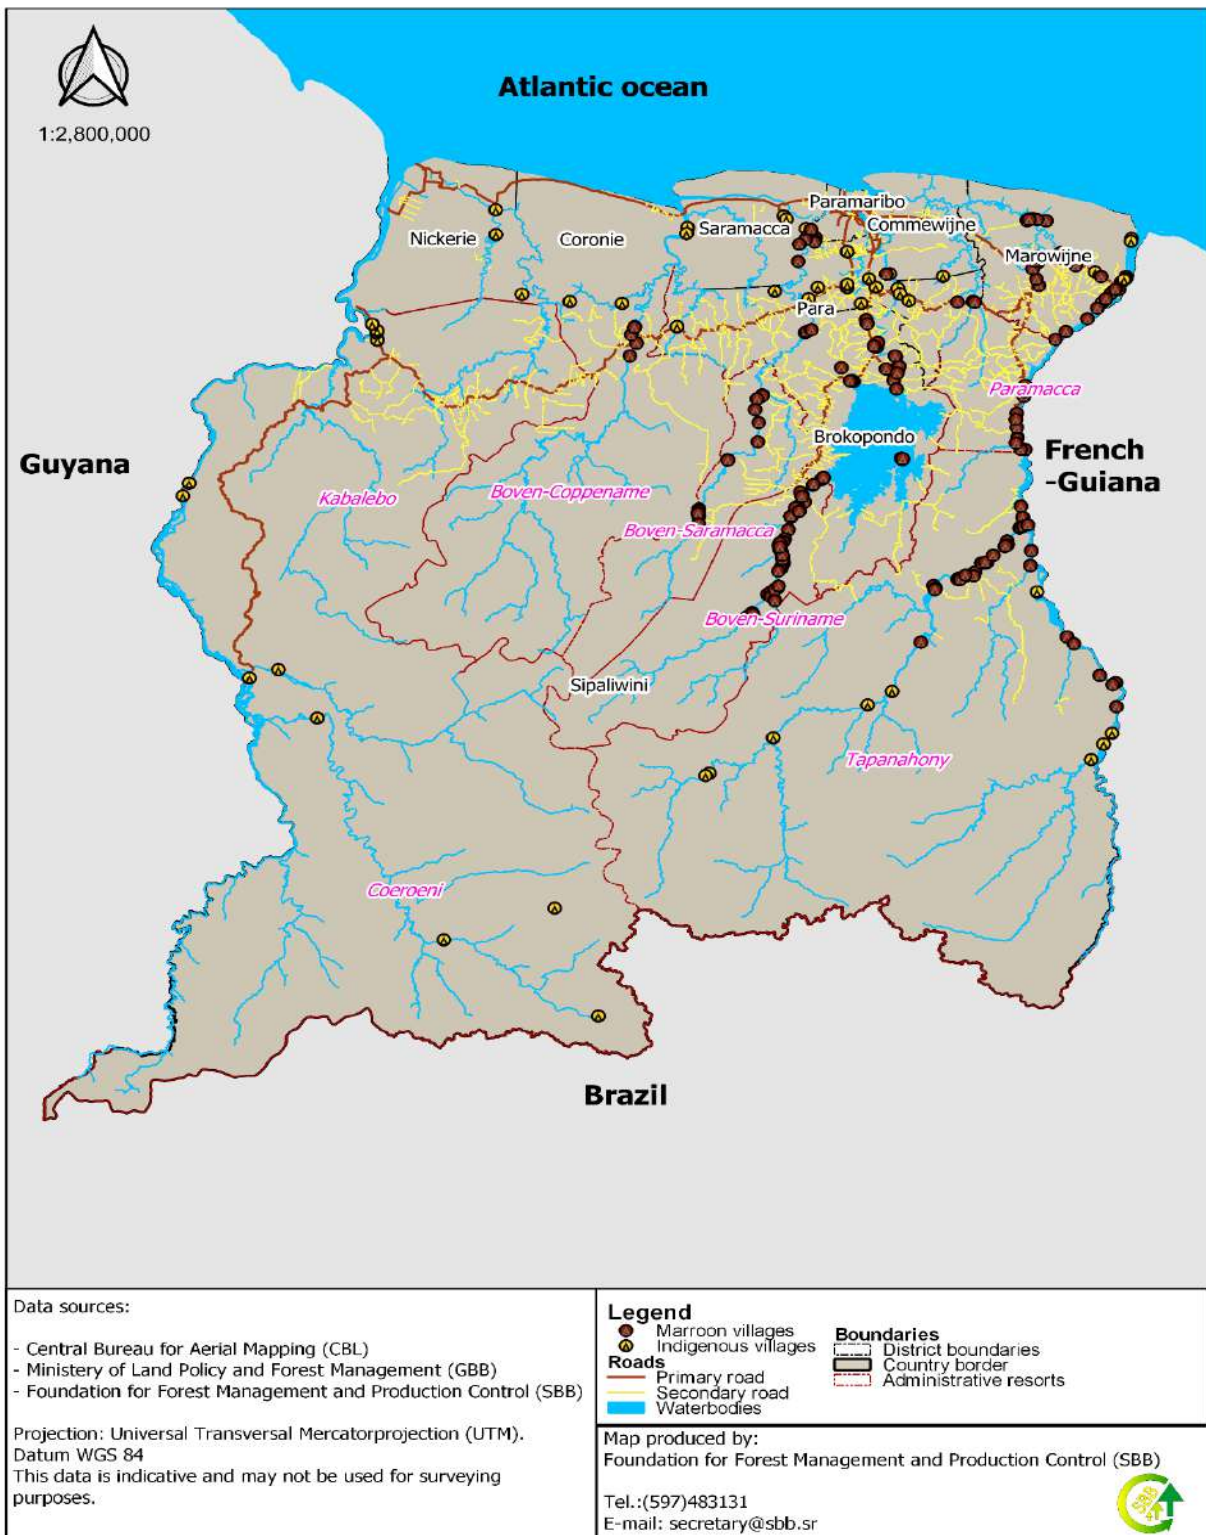 Atlantic ocean
1:2,800,000
Paramaribo
Nickerie
Coronie
Saramacca
Commewijne
Marowijne
Para
Paramacca
Brokopondo
Guyana
French
-Guiana
Kabalebo
Boven-Coppename
Boven-Saramacca
Boven-Suriname
Sipaliwini
Tapanahony
Coeroeni
Brazil
Data sources:
- Central Bureau for Aerial Mapping (CBL)
- Ministry of Land Policy and Forest Management (GBB)
- Foundation for Forest Management and Production Control (SBB)
Projection: Universal Transversal Mercatorprojection (UTM).
Datum WGS 84
This data is indicative and may not be used for surveying
purposes.
Legend
Marroon villages
Indigenous villages
Roads
Primary road
Secondary road
Waterbodies
Boundaries
District boundaries
Country border
Administrative resorts
Map produced by:
Foundation for Forest Management and Production Control (SBB)
Tel.:(597)483131
E-mail: secretary@sbb.sr
SBB